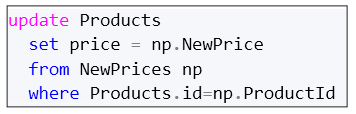 update Products
set price = np.NewPrice
from NewPrices np
where Products.id=np.ProductId